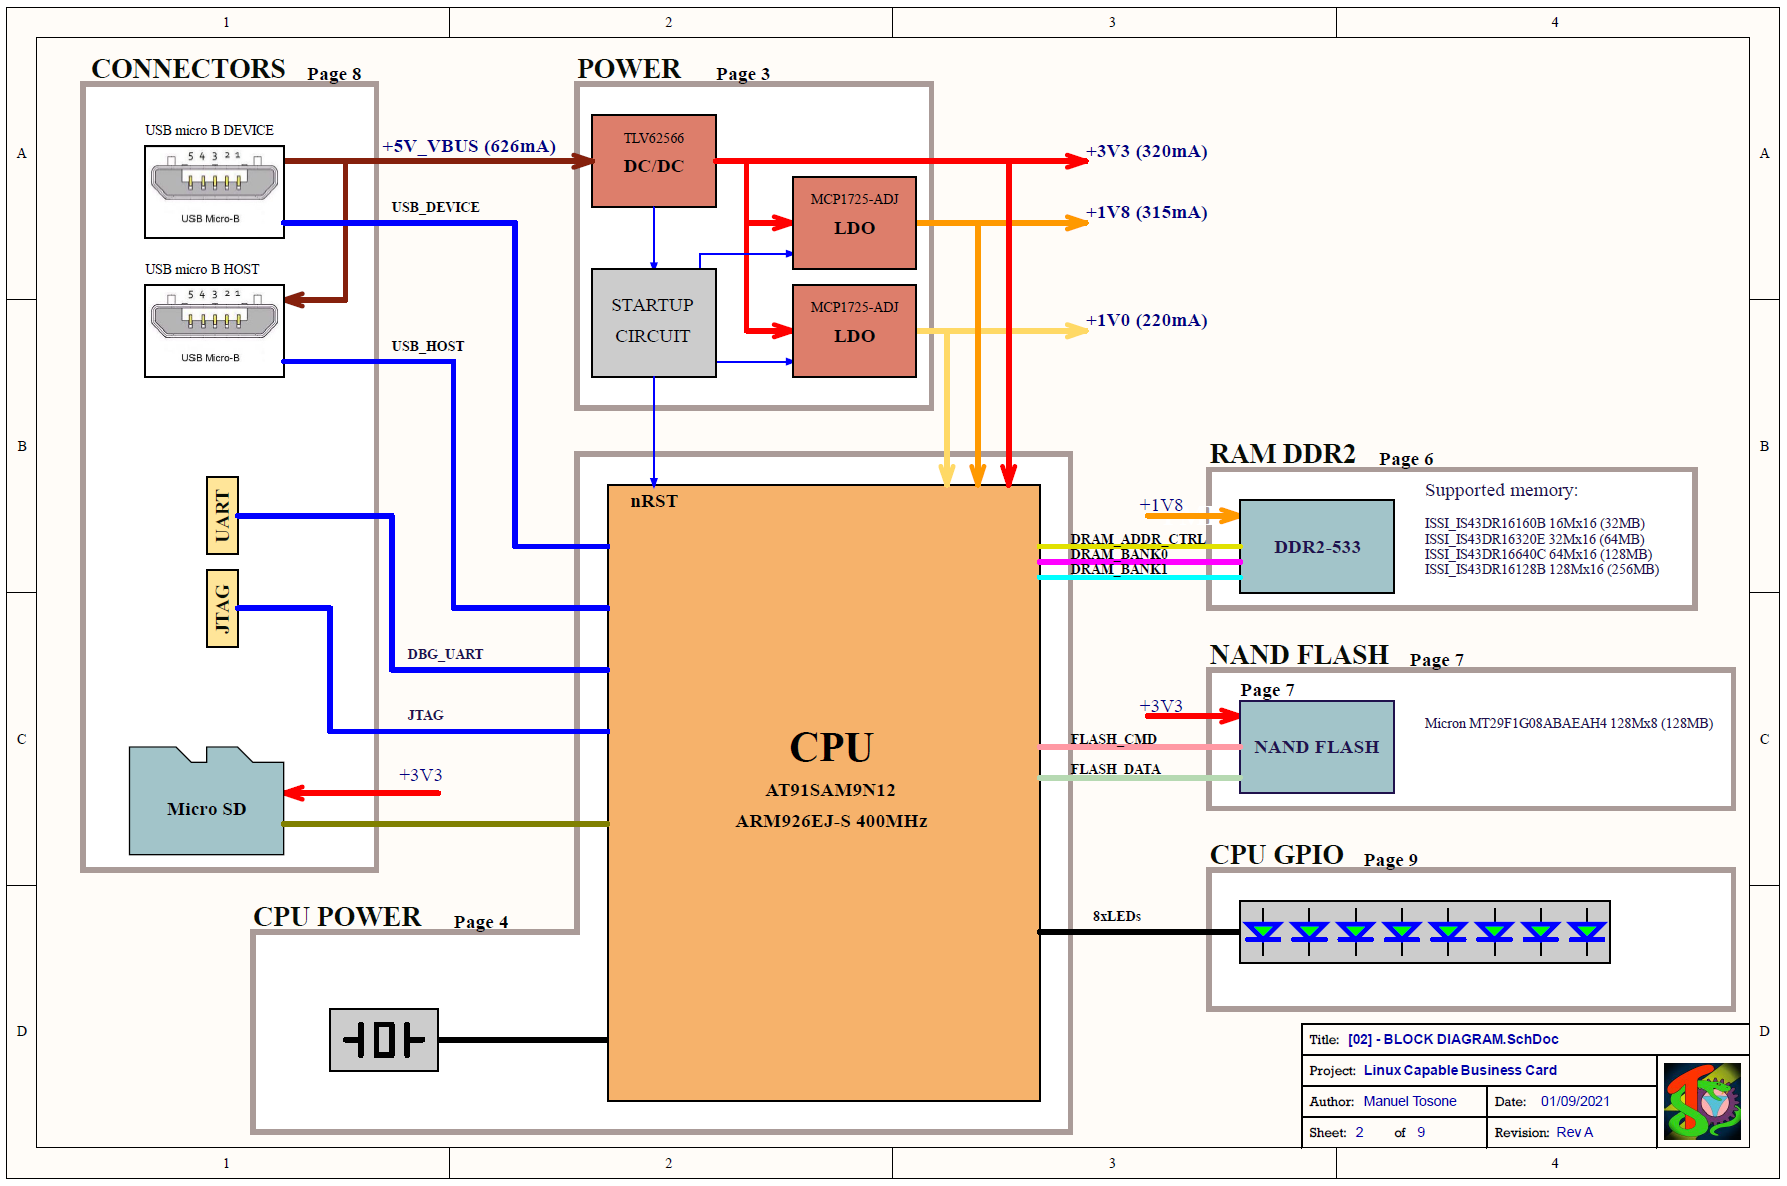 1 2 3 4
CONNECTORS Page 8
POWER Page 3
A
USB micro B DEVICE
5 4 3 2 1
USB Micro-B
+5V_VBUS (626mA)
USB_DEVICE
TLV62566
DC/DC
MCP1725-ADJ
LDO
+3V3 (320mA)
+1V8 (315mA)
A
USB micro B HOST
5 4 3 2 1
USB Micro-B
USB_HOST
STARTUP
CIRCUIT
MCP1725-ADJ
LDO
+1V0 (220mA)
B
B
UART
JTAG
nRST
RAM DDR2 Page 6
+1V8
DRAM_ADDR_CTRL
DRAM_BANK0
DRAM_BANK1
DDR2-533
Supported memory:
ISSI_IS43DR16160B 16Mx16 (32MB)
ISSI_IS43DR16320E 32Mx16 (64MB)
ISSI_IS43DR16640C 64Mx16 (128MB)
ISSI_IS43DR16128B 128Mx16 (256MB)
DBG_UART
JTAG
NAND FLASH Page 7
Page 7
+3V3
FLASH_CMD
FLASH_DATA
NAND FLASH
Micron MT29F1G08ABAEAH4 128Mx8 (128MB)
C
C
+3V3
Micro SD
CPU
AT91SAM9N12
ARM926EJ-S 400MHz
CPU GPIO Page 9
8xLEDs
CPU POWER Page 4
D
D
Title: [02] - BLOCK DIAGRAM.SchDoc
Project: Linux Capable Business Card
Author: Manuel Tosone Date: 01/09/2021
Sheet: 2 of 9 Revision: Rev A
1 2 3 4